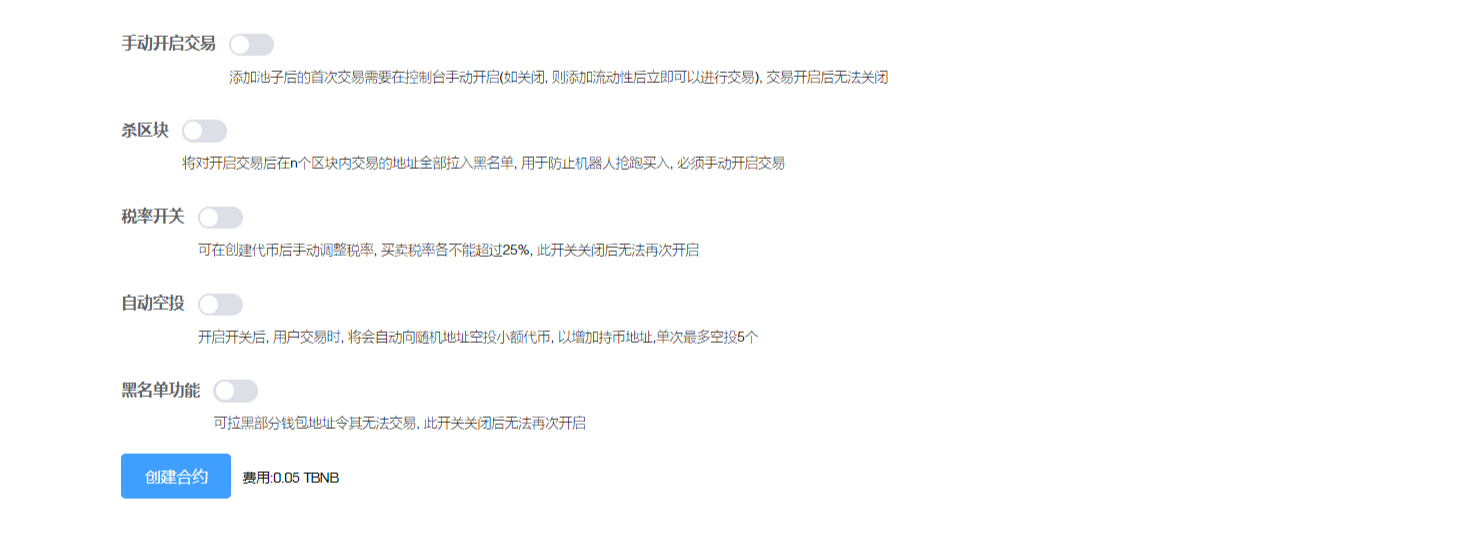 手动开启交易
添加池子后的首次交易需要在控制台手动开启(如关闭, 则添加流动性后立即可以进行交易), 交易开启后无法关闭
杀区块
将对开启交易后在n个区块内交易的地址全部拉入黑名单, 用于防止机器人抢跑买入, 必须手动开启交易
税率开关
可在创建代币后手动调整税率, 买卖税率各不能超过25%, 此开关关闭后无法再次开启
自动空投
开启开关后, 用户交易时, 将会自动向随机地址空投小额代币, 以增加持币地址,单次最多空投5个
黑名单功能
可拉黑部分钱包地址令其无法交易, 此开关关闭后无法再次开启
创建合约 费用:0.05 TBNB